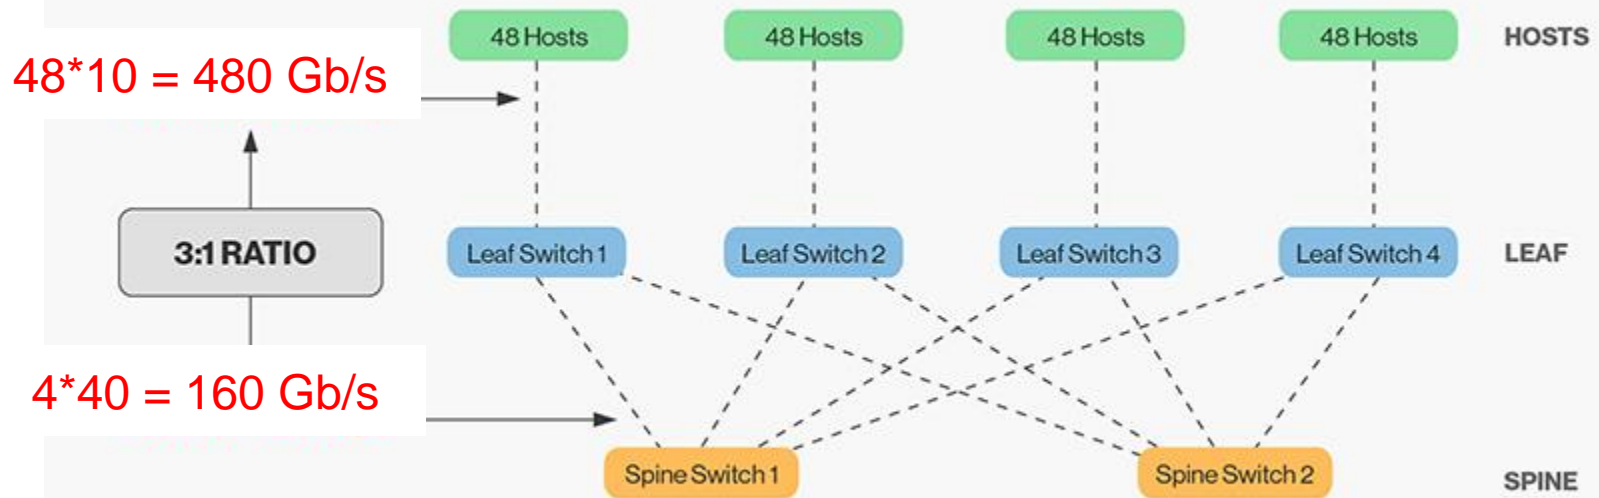 48 Hosts
48 Hosts
48 Hosts
48 Hosts
HOSTS
48*10 = 480 Gb/s
3:1 RATIO
Leaf Switch 1
Leaf Switch 2
Leaf Switch 3
Leaf Switch 4
LEAF
4*40 = 160 Gb/s
Spine Switch 1
Spine Switch 2
SPINE